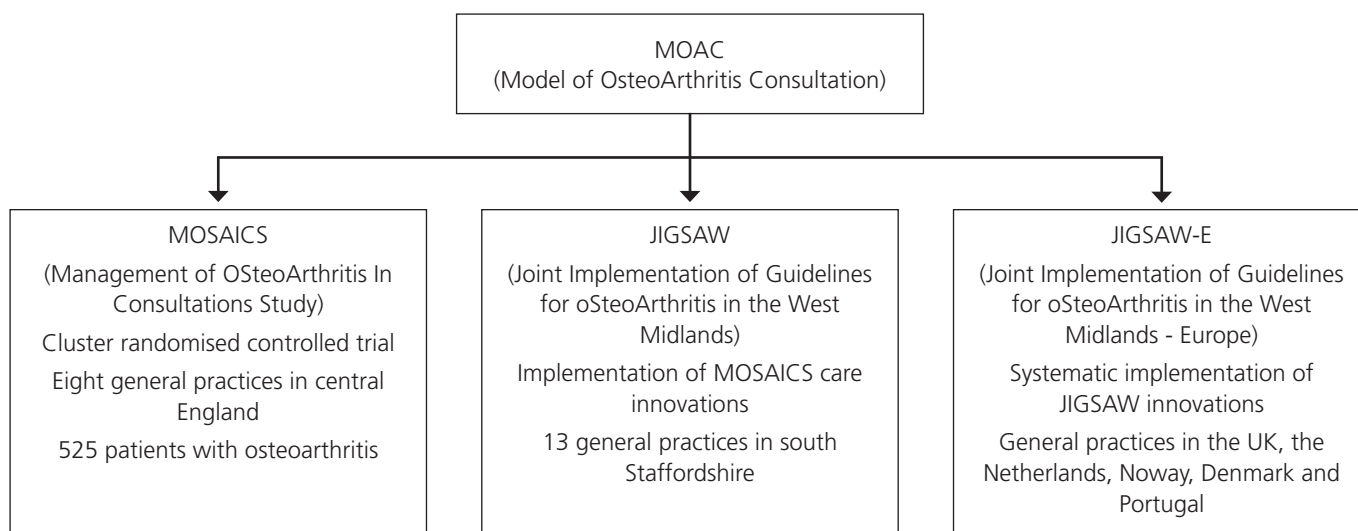 MOAC
(Model of OsteoArthritis Consultation)
MOSAICS
(Management of OSteoArthritis In
Consultations Study)
Cluster randomised controlled trial
Eight general practices in central
England
525 patients with osteoarthritis
JIGSAW
(Joint Implementation of Guidelines
for oSteoArthritis in the West
Midlands)
Implementation of MOSAICS care
innovations
13 general practices in south
Staffordshire
JIGSAW-E
(Joint Implementation of Guidelines
for oSteoArthritis in the West
Midlands - Europe)
Systematic implementation of
JIGSAW innovations
General practices in the UK, the
Netherlands, Noway, Denmark and
Portugal